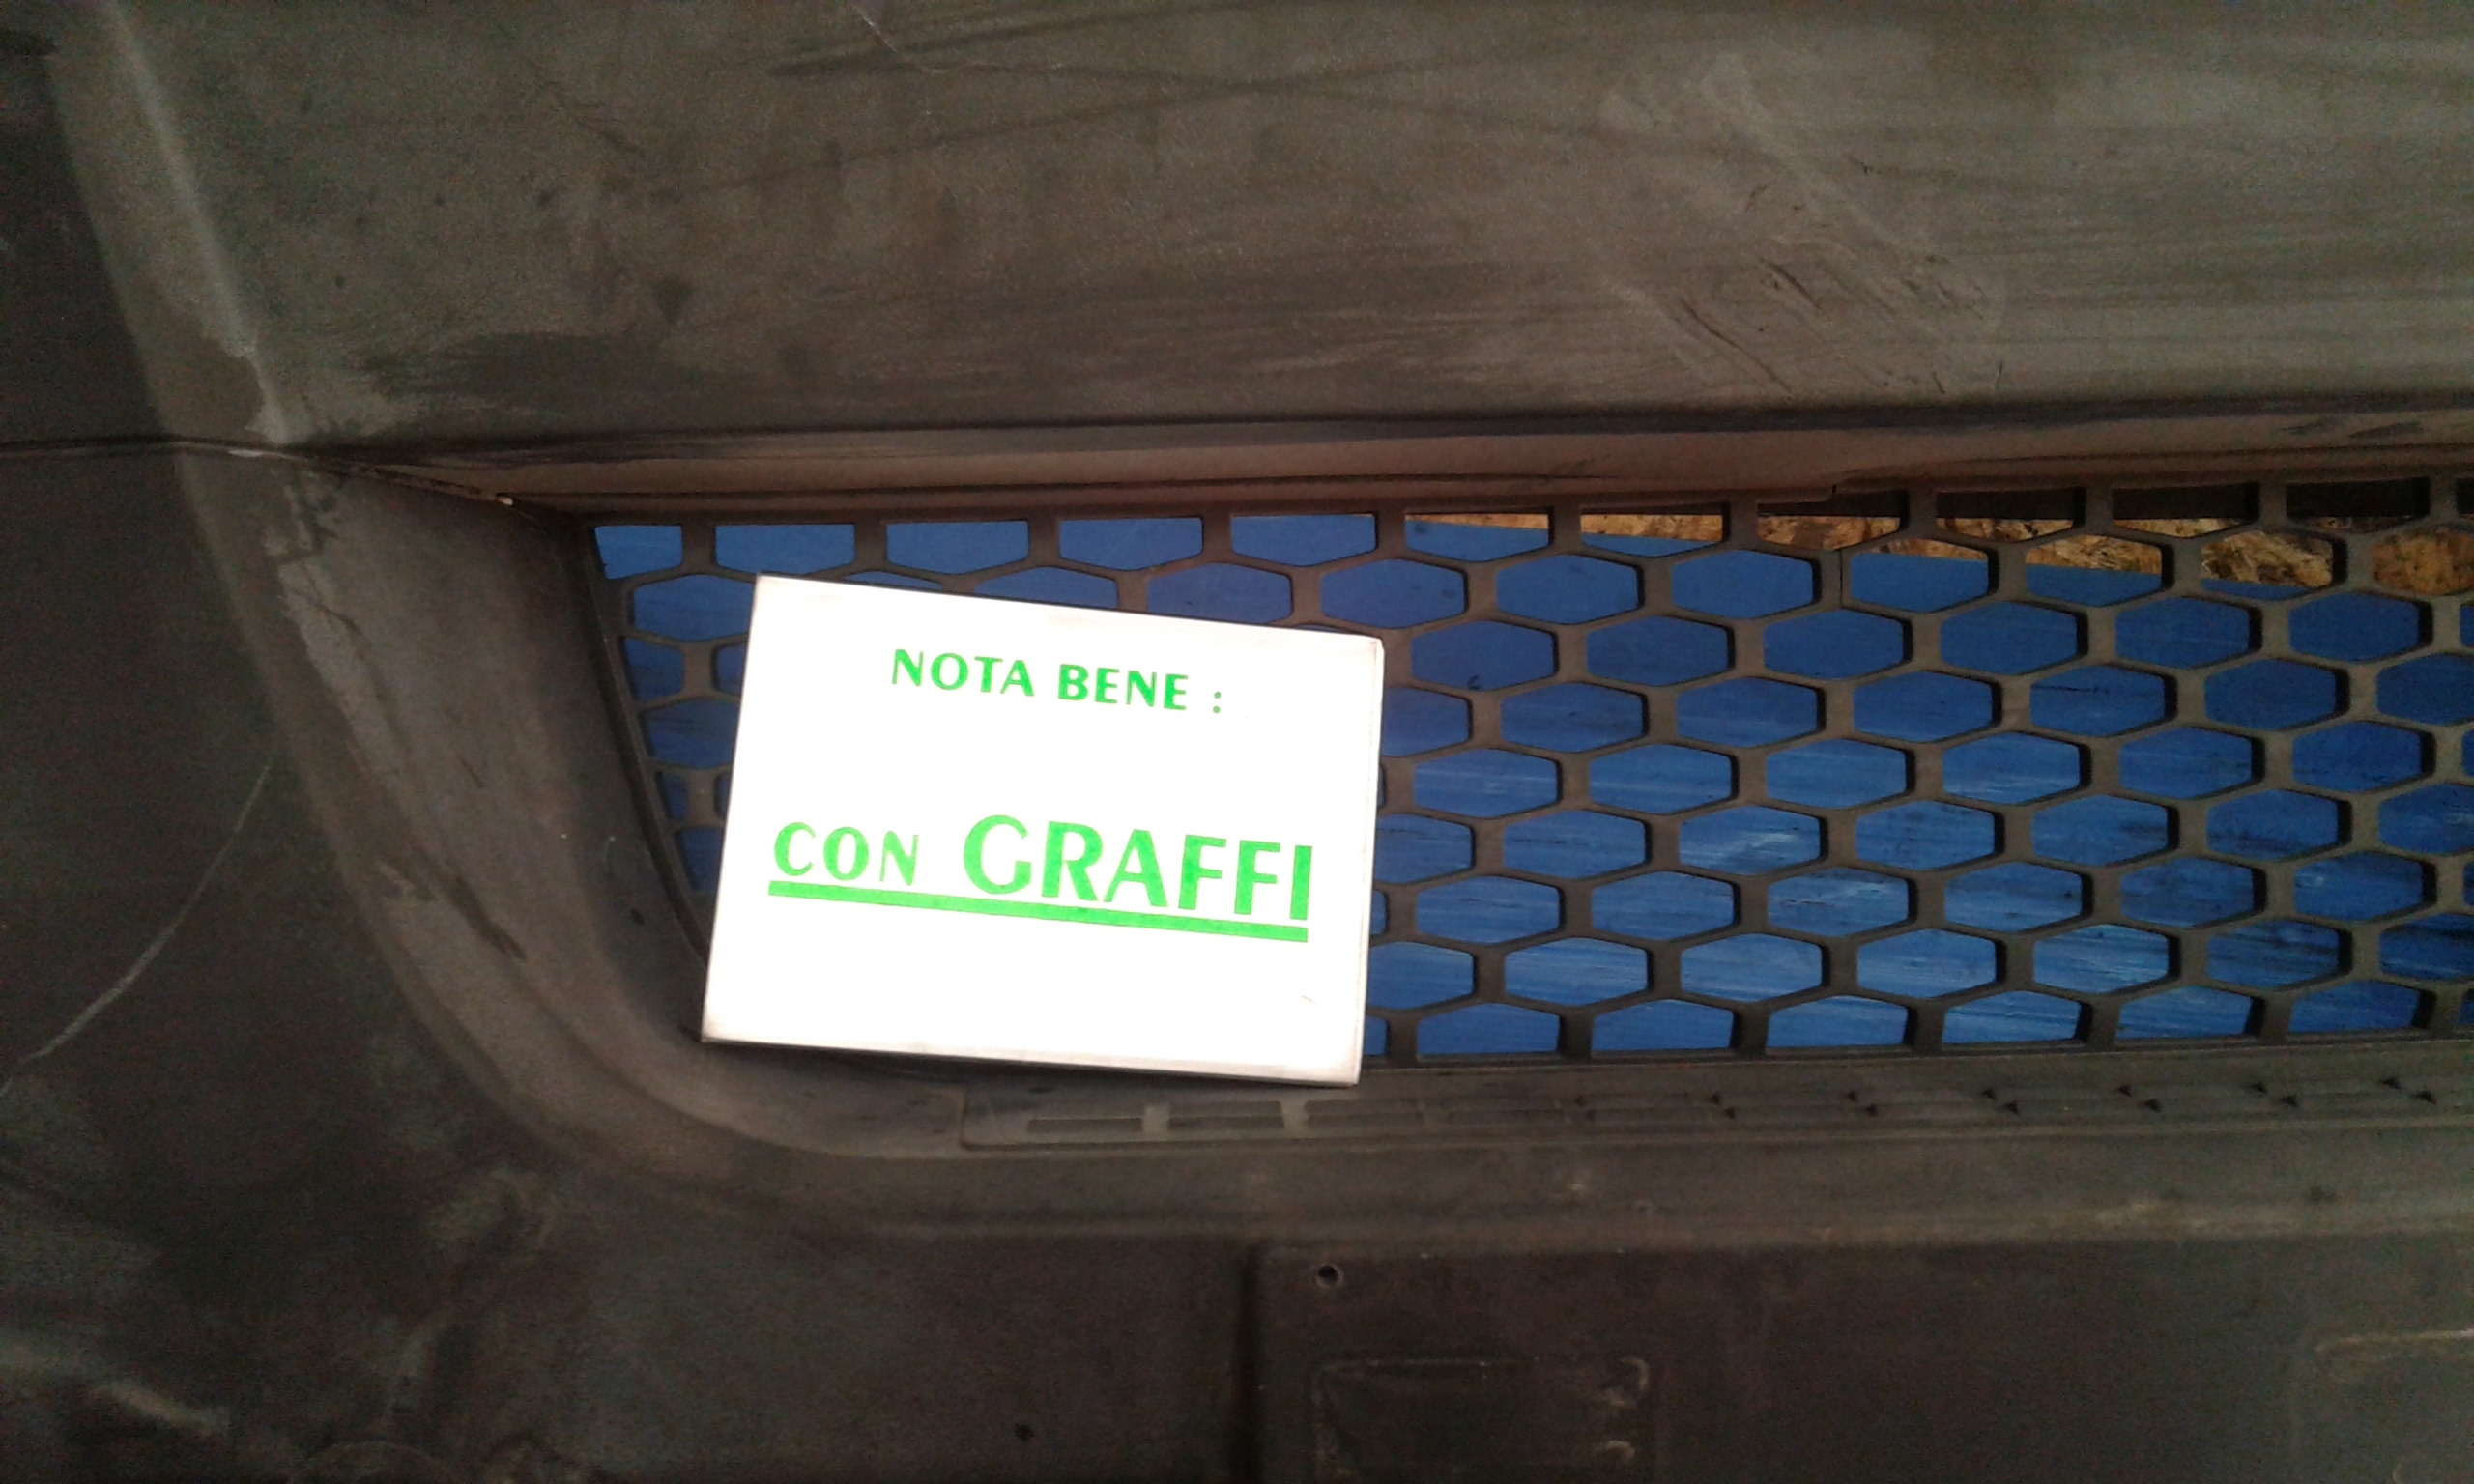 NOTA BENE :
CON GRAFFI